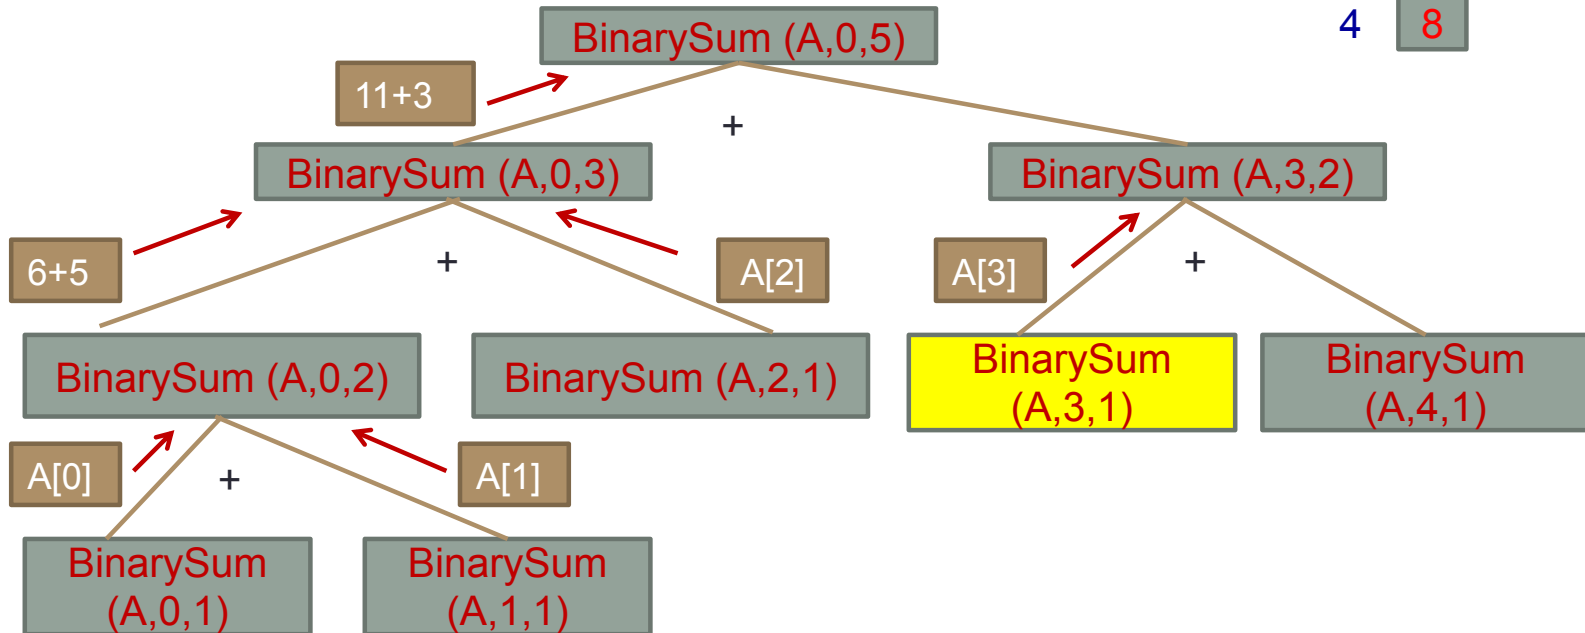 4 8
BinarySum (A,0,5)
11+3
+
BinarySum (A,0,3)
BinarySum (A,3,2)
6+5
+
A[2]
A[3]
+
BinarySum (A,0,2)
BinarySum (A,2,1)
BinarySum
(A,3,1)
BinarySum
(A,4,1)
A[0]
+
A[1]
BinarySum
(A,0,1)
BinarySum
(A,1,1)